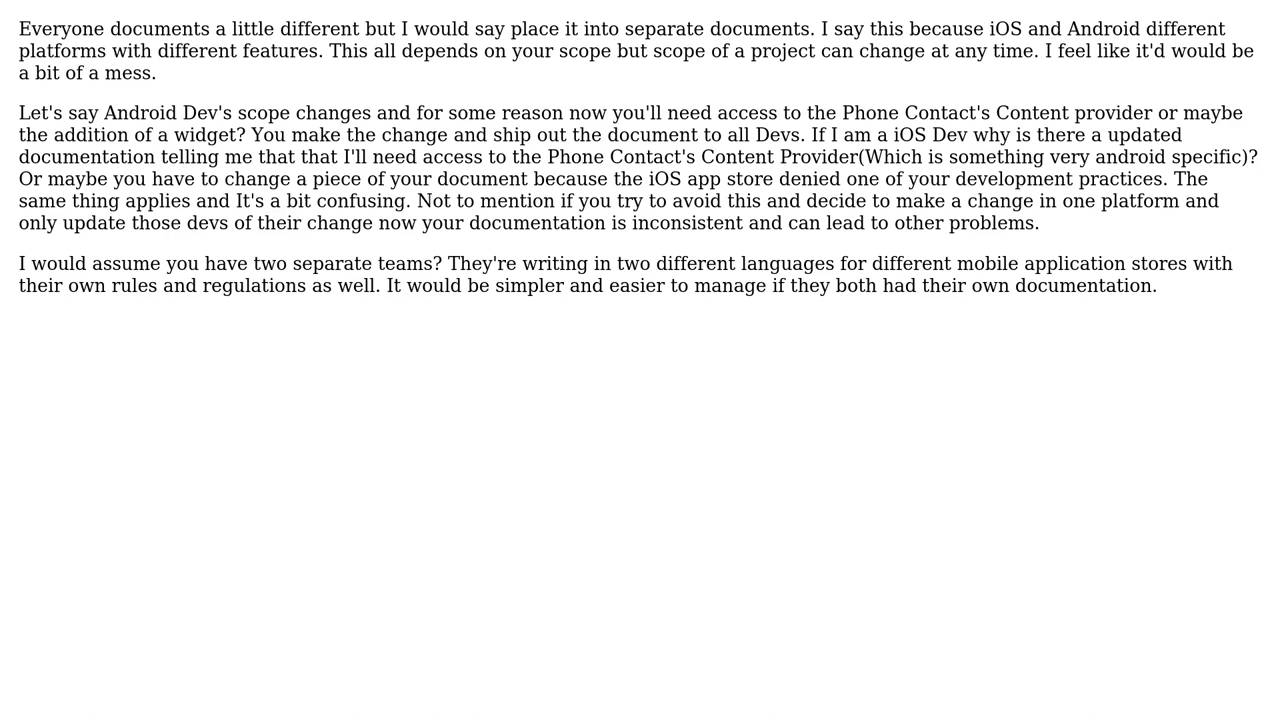 Everyone documents a little different but I would say place it into separate documents. I say this because iOS and Android different
platforms with different features. This all depends on your scope but scope of a project can change at any time. I feel like it'd would be
a bit of a mess.
Let's say Android Dev's scope changes and for some reason now you'll need access to the Phone Contact's Content provider or maybe
the addition of a widget? You make the change and ship out the document to all Devs. If I am a iOS Dev why is there a updated
documentation telling me that that I'll need access to the Phone Contact's Content Provider(Which is something very android specific)?
Or maybe you have to change a piece of your document because the iOS app store denied one of your development practices. The
same thing applies and It's a bit confusing. Not to mention if you try to avoid this and decide to make a change in one platform and
only update those devs of their change now your documentation is inconsistent and can lead to other problems.
I would assume you have two separate teams? They're writing in two different languages for different mobile application stores with
their own rules and regulations as well. It would be simpler and easier to manage if they both had their own documentation.